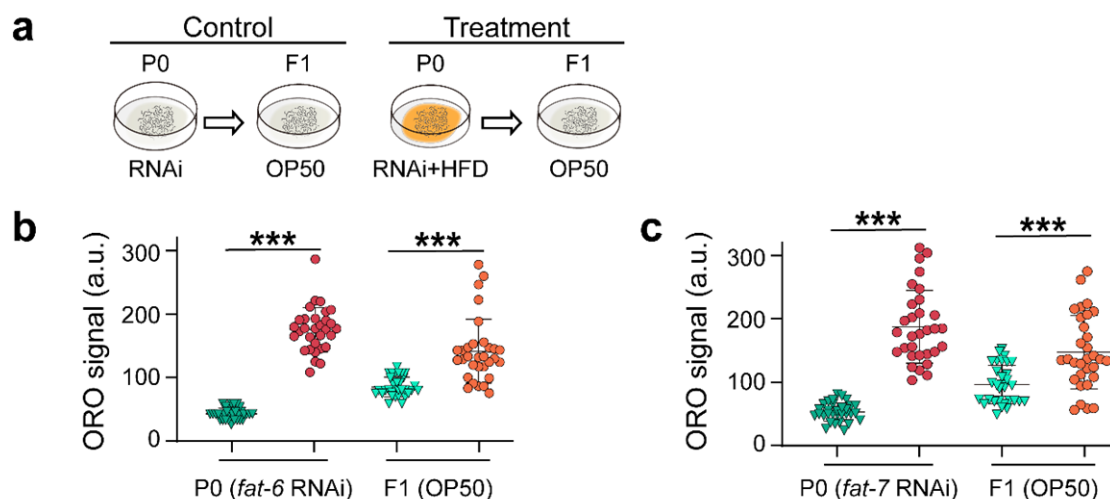 a
Control Treatment
P0 F1 P0 F1
RNAi OP50 RNAi+HFD OP50
b
ORO signal (a.u.)
300
200
100
0
*** ***
P0 (fat-6 RNAi) F1 (OP50)
c
ORO signal (a.u.)
300
200
100
0
*** ***
P0 (fat-7 RNAi) F1 (OP50)